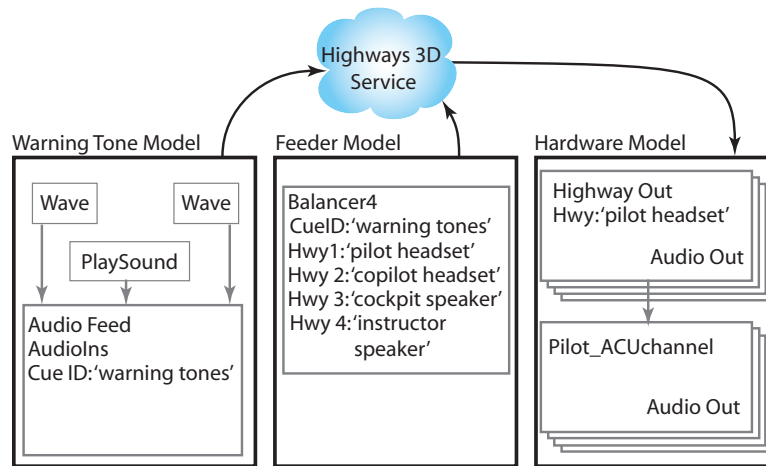 Highways 3D
Service
Warning Tone Model
Wave
Wave
PlaySound
Audio Feed
AudioIns
Cue ID:‘warning tones’
Feeder Model
Balancer4
CueID:‘warning tones’
Hwy1:‘pilot headset’
Hwy 2:‘copilot headset’
Hwy 3:‘cockpit speaker’
Hwy 4:‘instructor
speaker’
Hardware Model
Highway Out
Hwy:‘pilot headset’
Audio Out
Pilot_ACUchannel
Audio Out